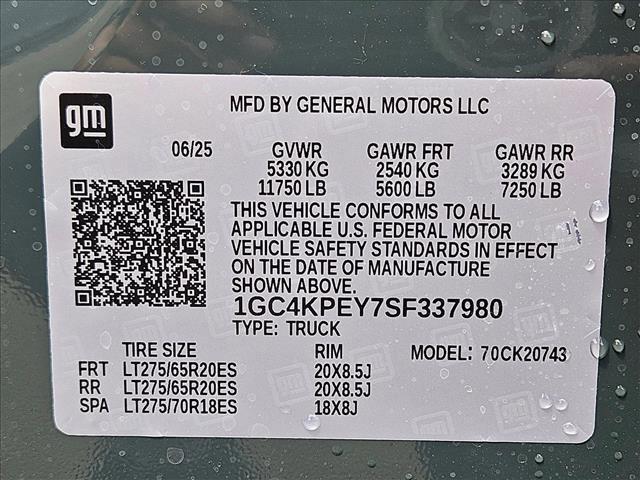 gm
MFD BY GENERAL MOTORS LLC
06/25 GVWR GAWR FRT GAWR RR
5330 KG 2540 KG 3289 KG
11750 LB 5600 LB 7250 LB
THIS VEHICLE CONFORMS TO ALL
APPLICABLE U.S. FEDERAL MOTOR
VEHICLE SAFETY STANDARDS IN EFFECT
ON THE DATE OF MANUFACTURE
SHOWN ABOVE.
1GC4KPEY7SF337980
TYPE: TRUCK
TIRE SIZE RIM MODEL: 70CK20743
FRT LT275/65R20ES 20X8.5J
RR LT275/65R20ES 20X8.5J
SPA LT275/70R18ES 18X8J